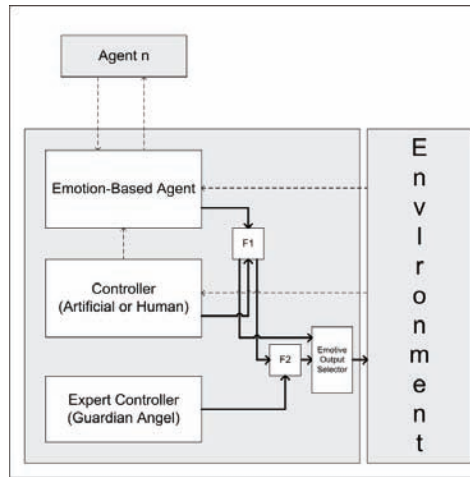 Agent n
Emotion-Based Agent
F1
Controller
(Artificial or Human)
Emotive
Output
Selector
F2
Expert Controller
(Guardian Angel)
E
n
v
I
r
o
n
m
e
n
t